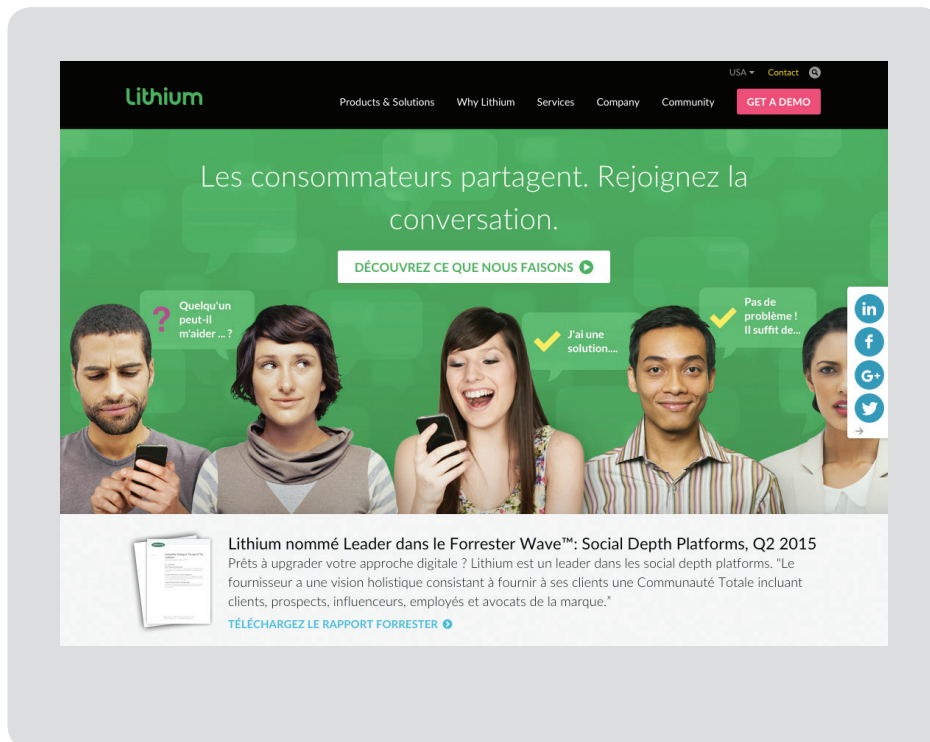 USA Contact
Lithium
Products & Solutions Why Lithium Services Company Community GET A DEMO
Les consommateurs partagent. Rejoignez la
conversation.
DÉCOUVREZ CE QUE NOUS FAISONS
?
Quelqu'un
peut-il
m'aider ... ?
J'ai une
solution....
Pas de
problème !
Il suffit de...
in
f
G+
Lithium nommé Leader dans le Forrester Wave™: Social Depth Platforms, Q2 2015
Prêts à upgrader votre approche digitale ? Lithium est un leader dans les social depth platforms. "Le
fournisseur a une vision holistique consistant à fournir à ses clients une Communauté Totale incluant
clients, prospects, influenceurs, employés et avocats de la marque."
TÉLÉCHARGEZ LE RAPPORT FORRESTER